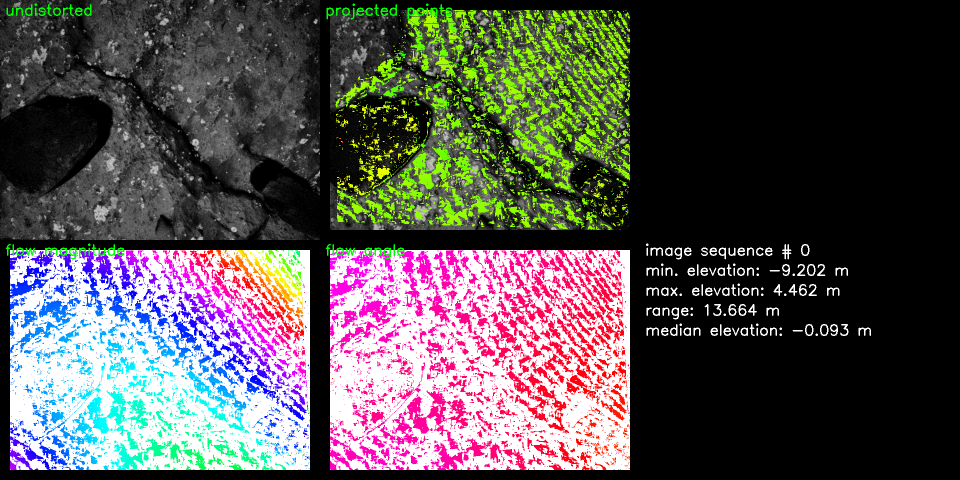 undistorted
projected points
flow magnitude
flow angle
image sequence # 0
min. elevation: -9.202 m
max. elevation: 4.462 m
range: 13.664 m
median elevation: -0.093 m